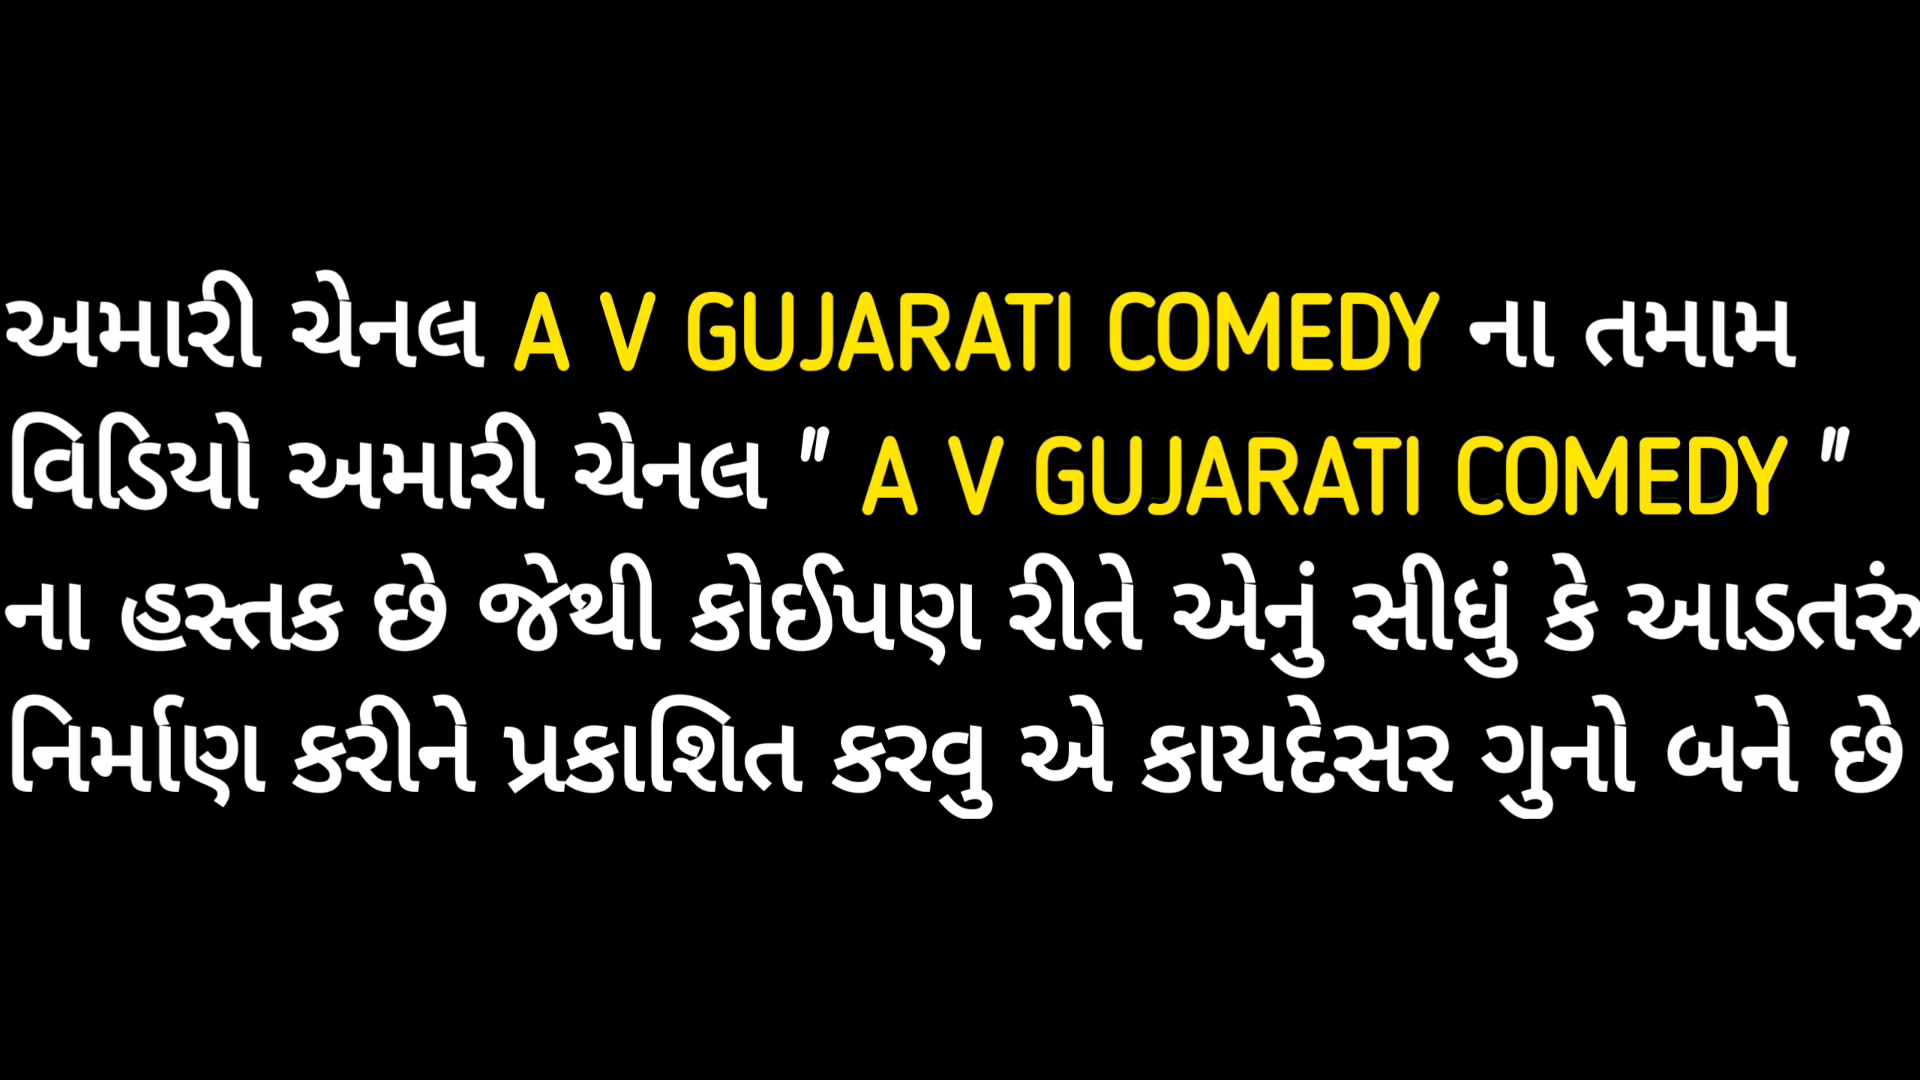 અમારી ચેનલ A V GUJARATI COMEDY ના તમામ
વિડિયો અમારી ચેનલ " A V GUJARATI COMEDY "
ના હસ્તક છે જેથી કોઈપણ રીતે એનું સીધું કે આડતરું
નિર્માણ કરીને પ્રકાશિત કરવુ એ કાયદેસર ગુનો બને છે